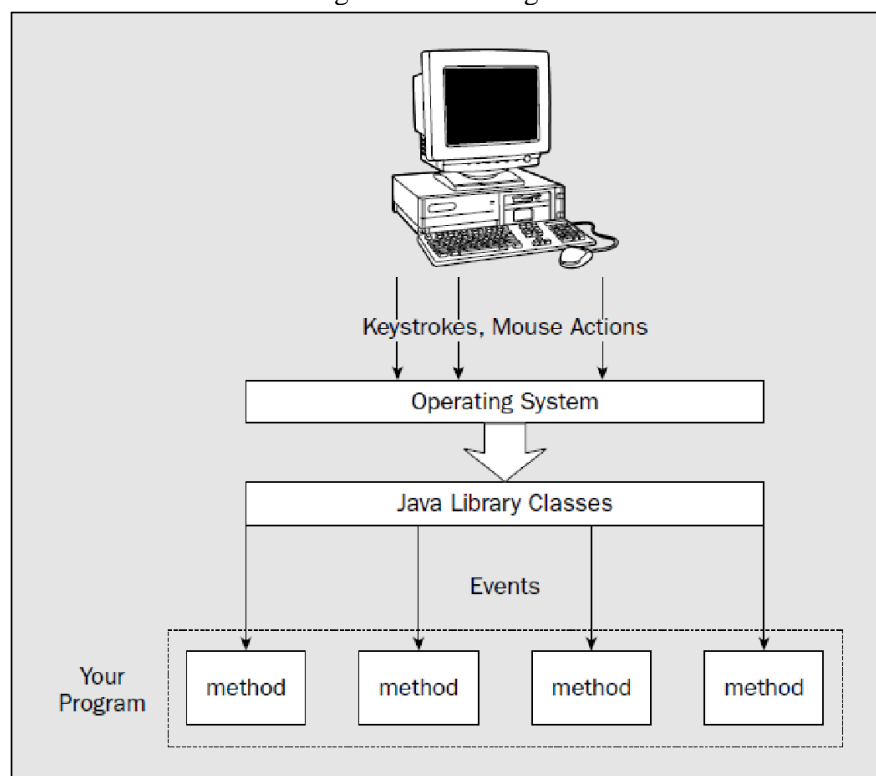 Keystrokes, Mouse Actions
Operating System
Java Library Classes
Events
Your
Program
method
method
method
method